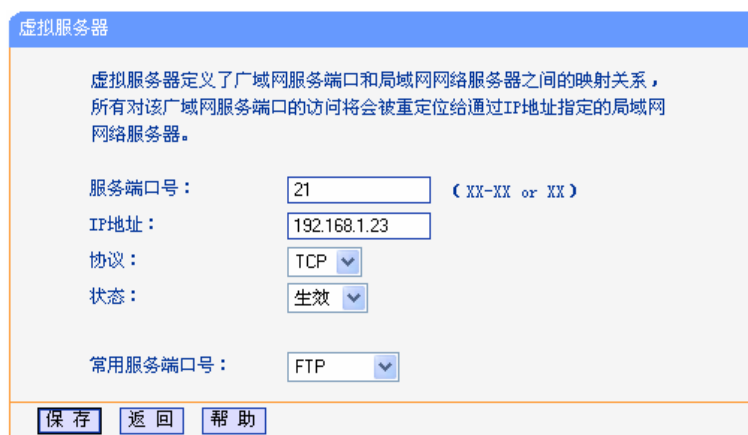 虚拟服务器
虚拟服务器定义了广域网服务端口和局域网网络服务器之间的映射关系，
所有对该广域网服务端口的访问将会被重定位给通过IP地址指定的局域网
网络服务器。
服务端口号： 21 （XX-XX or XX）
IP地址： 192.168.1.23
协议： TCP
状态： 生效
常用服务端口号： FTP
保 存 返 回 帮 助